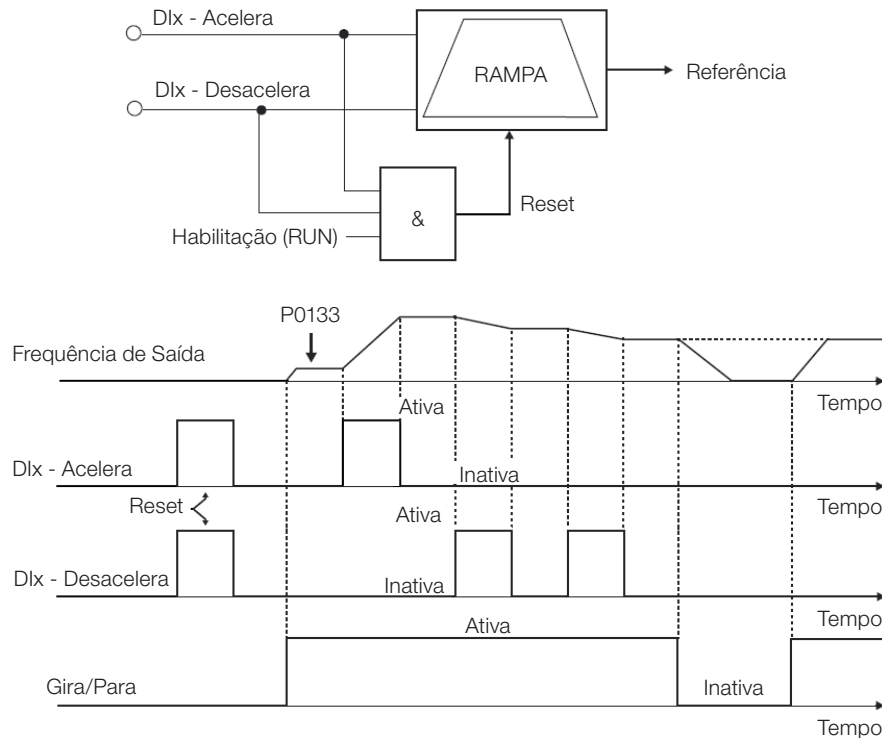 DIx - Acelera
RAMPA
Referência
DIx - Desacelera
&
Reset
Habilitação (RUN)
P0133
Frequência de Saída
Tempo
Ativa
DIx - Acelera
Inativa
Tempo
Reset
Ativa
DIx - Desacelera
Inativa
Tempo
Ativa
Gira/Para
Inativa
Tempo